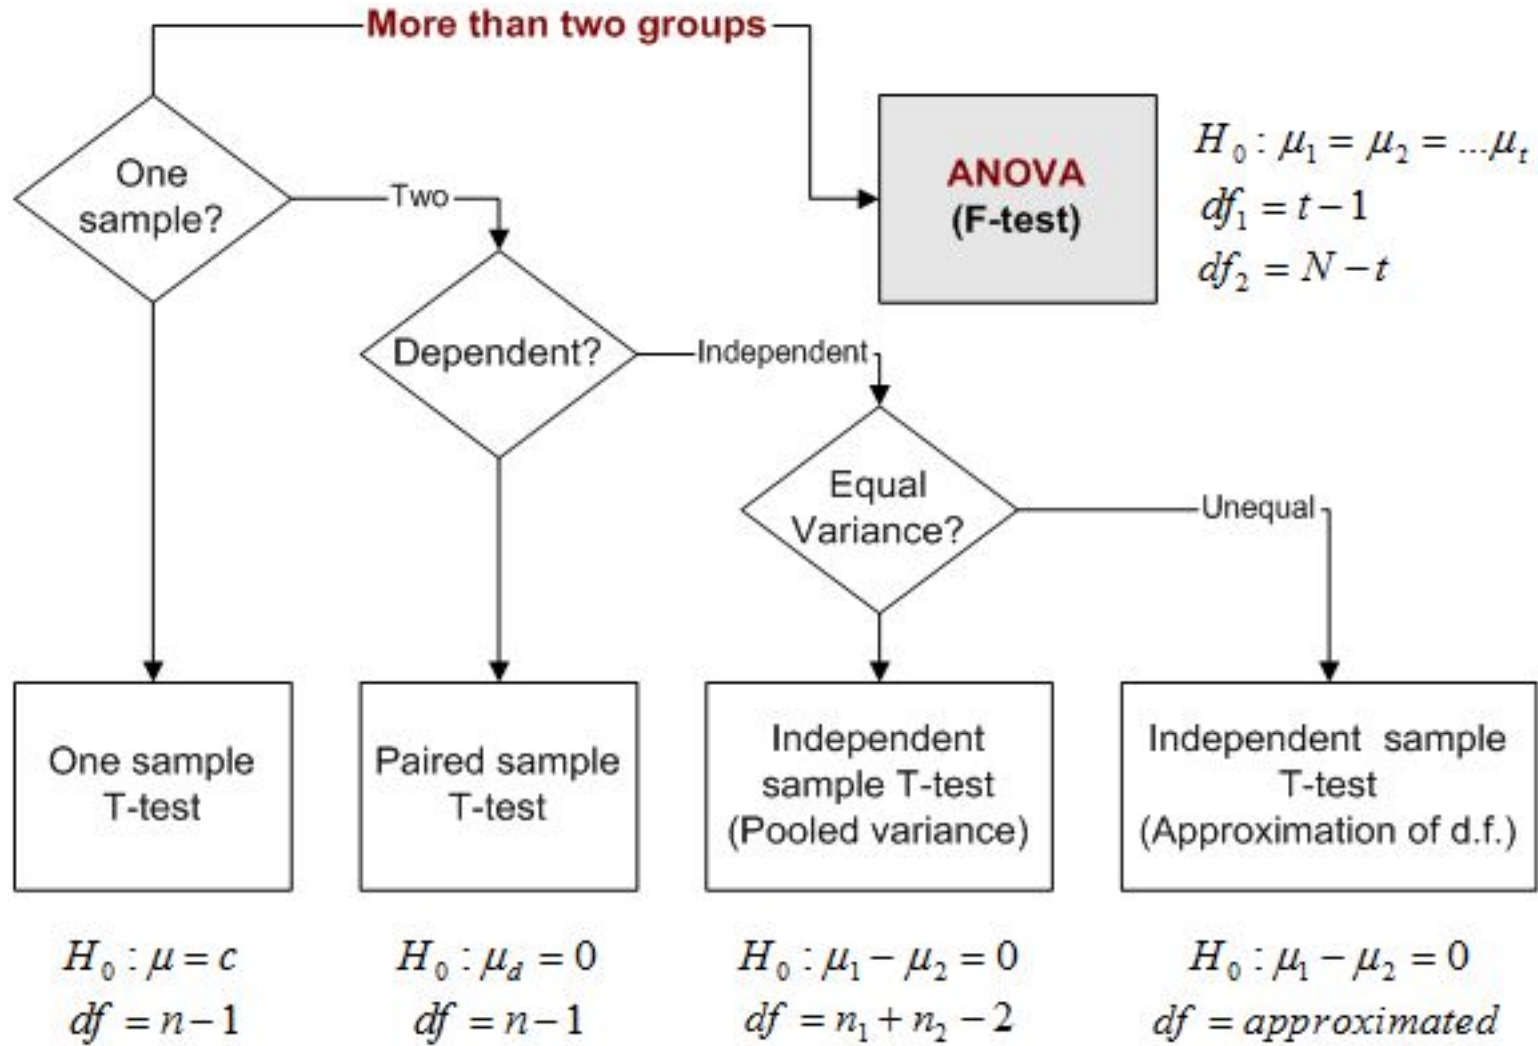 More than two groups
One
sample?
Two
ANOVA
(F-test)
H₀ : μ₁ = μ₂ = ...μₜ
df₁ = t − 1
df₂ = N − t
Dependent?
Independent
Equal
Variance?
Unequal
One sample
T-test
Paired sample
T-test
Independent
sample T-test
(Pooled variance)
Independent sample
T-test
(Approximation of d.f.)
H₀ : μ = c
df = n − 1
H₀ : μ_d = 0
df = n − 1
H₀ : μ₁ − μ₂ = 0
df = n₁ + n₂ − 2
H₀ : μ₁ − μ₂ = 0
df = approximated